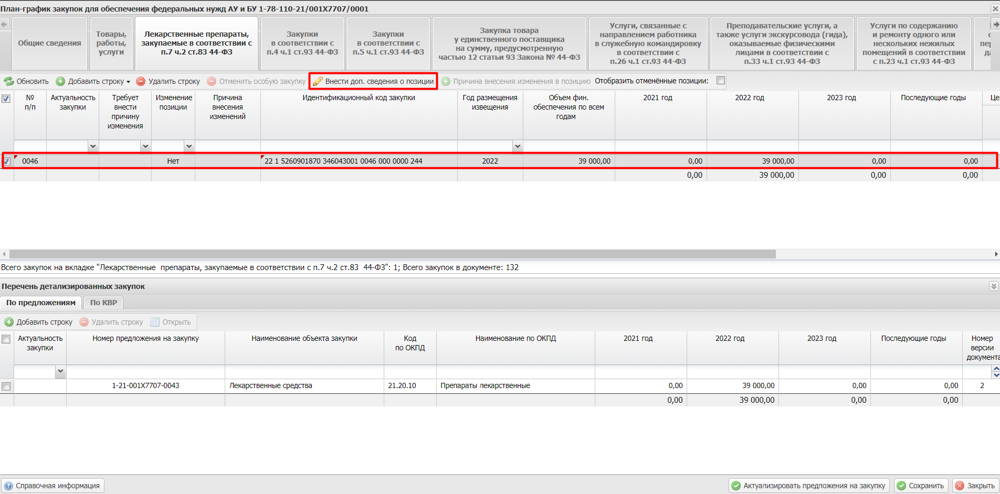 План-график закупок для обеспечения федеральных нужд АУ и БУ 1-78-110-21/001X7707/0001
Общие сведения
Товары,
работы,
услуги
Лекарственные препараты,
закупаемые в соответствии с
п.7 ч.2 ст.83 44-ФЗ
Закупки
в соответствии с
п.4 ч.1 ст.93 44-ФЗ
Закупки
в соответствии с
п.5 ч.1 ст.93 44-ФЗ
Закупка товара
у единственного поставщика
на сумму, предусмотренную
частью 12 статьи 93 Закона № 44-ФЗ
Услуги, связанные с
направлением работника
в служебную командировку
в соответствии с
п.26 ч.1 ст.93 44-ФЗ
Преподавательские услуги, а
также услуги экскурсовода (гида),
оказываемые физическими
лицами в соответствии с
п.33 ч.1 ст.93 44-ФЗ
Услуги по содержанию
и ремонту одного или
нескольких нежилых
помещений в соответствии
с п.23 ч.1 ст.93 44-ФЗ
Обновить Добавить строку Удалить строку Отменить особую закупку Внести доп. сведения о позиции Причина внесения изменения в позицию Отобразить отменённые позиции:
№
п/п
Актуальность
закупки
Требует
внести
причину
изменения
Изменение
позиции
Причина
внесения
изменений
Идентификационный код закупки
Год размещения
извещения
Объем фин.
обеспечения по всем
годам
2021 год
2022 год
2023 год
Последующие годы
0046 Нет 22 1 5260901870 346043001 0046 000 0000 244 2022 39 000,00 0,00 39 000,00 0,00 0,00
0,00 39 000,00 0,00 0,00
Всего закупок на вкладке "Лекарственные препараты, закупаемые в соответствии с п.7 ч.2 ст.83 44-ФЗ": 1; Всего закупок в документе: 132
Перечень детализированных закупок
По предложениям По КВР
Добавить строку Удалить строку Открыть
Актуальность
закупки
Номер предложения на закупку
Наименование объекта закупки
Код
по ОКПД
Наименование по ОКПД
2021 год
2022 год
2023 год
Последующие годы
Номер
версии
документа
1-21-001X7707-0043 Лекарственные средства 21.20.10 Препараты лекарственные 0,00 39 000,00 0,00 0,00 2
0,00 39 000,00 0,00 0,00
Справочная информация Актуализировать предложения на закупку Сохранить Закрыть